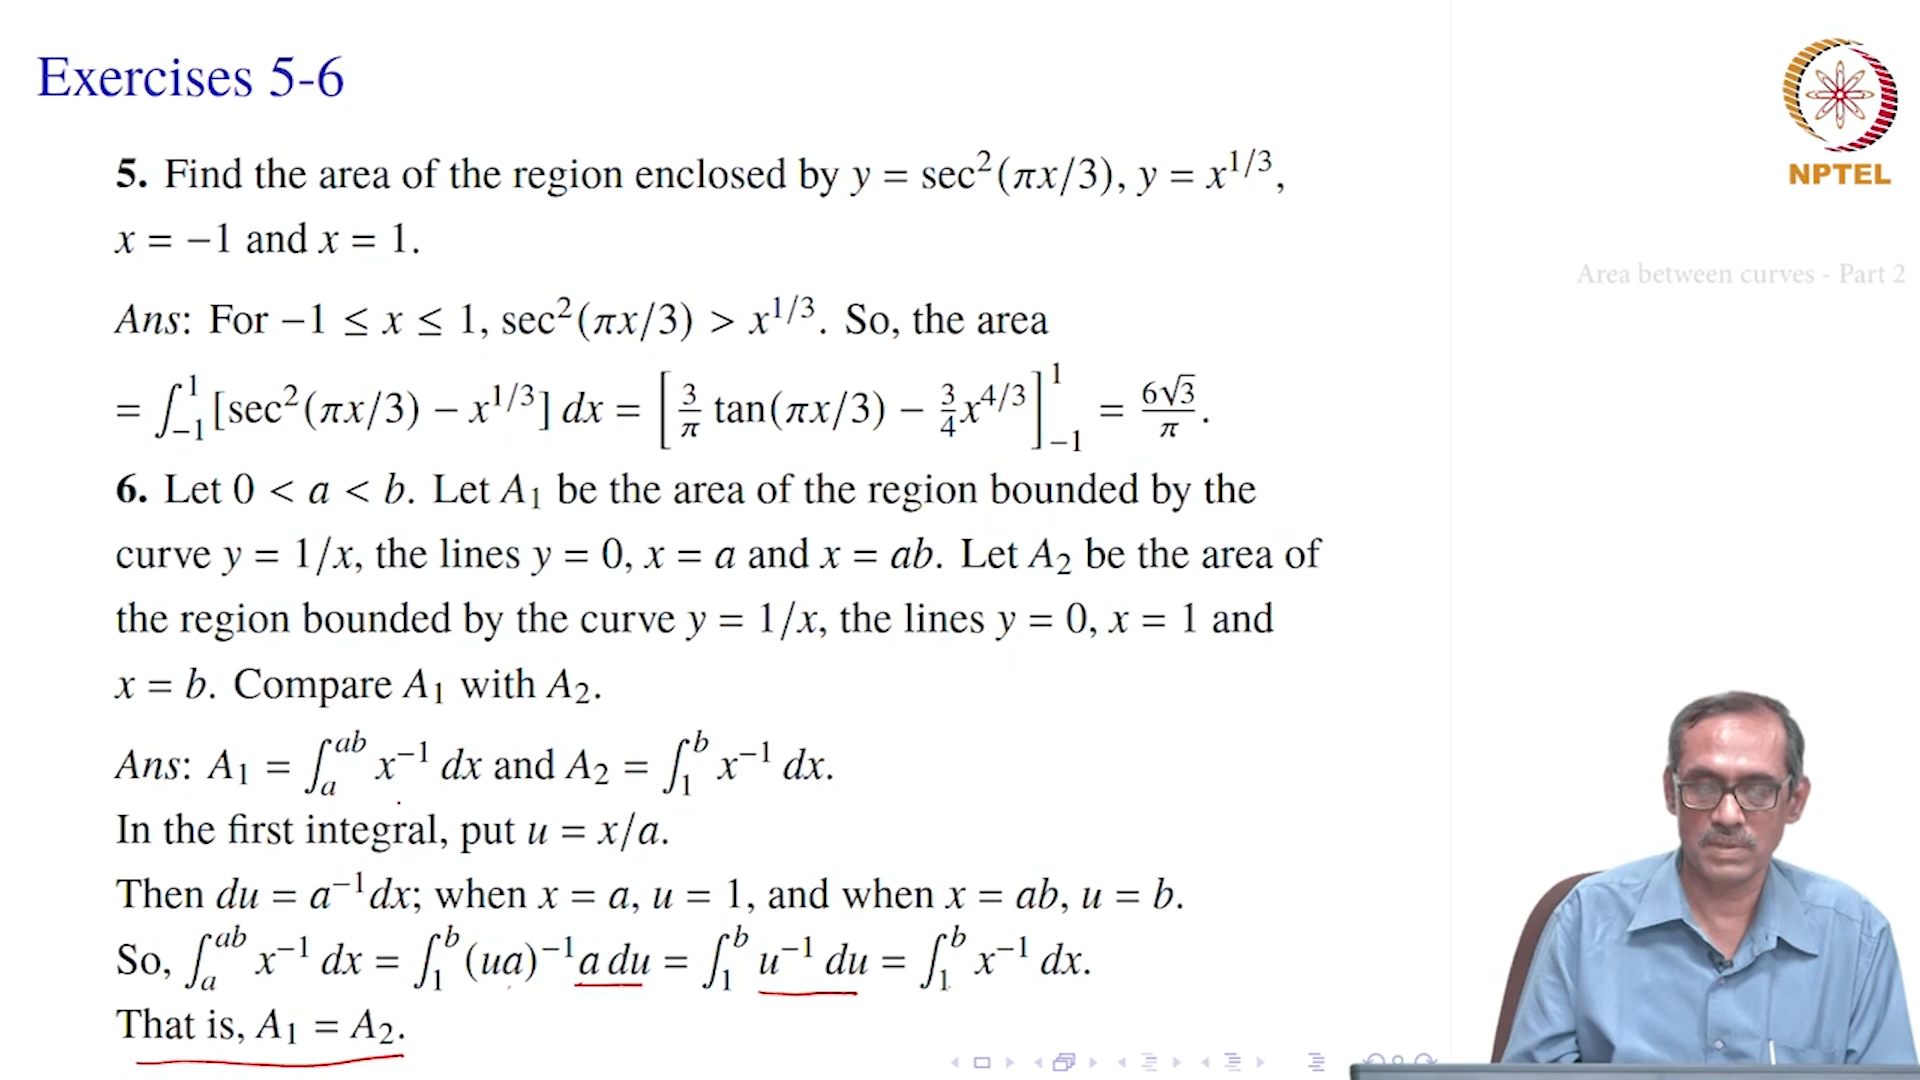 Exercises 5-6
NPTEL
5. Find the area of the region enclosed by y = sec²(πx/3), y = x^{1/3},
x = −1 and x = 1.
Area between curves - Part 2
Ans: For −1 ≤ x ≤ 1, sec²(πx/3) > x^{1/3}. So, the area
= ∫_{−1}^{1} [sec²(πx/3) − x^{1/3}] dx = [3/π tan(πx/3) − 3/4 x^{4/3}]_{−1}^{1} = 6√3/π.
6. Let 0 < a < b. Let A₁ be the area of the region bounded by the
curve y = 1/x, the lines y = 0, x = a and x = ab. Let A₂ be the area of
the region bounded by the curve y = 1/x, the lines y = 0, x = 1 and
x = b. Compare A₁ with A₂.
Ans: A₁ = ∫_{a}^{ab} x^{−1} dx and A₂ = ∫_{1}^{b} x^{−1} dx.
In the first integral, put u = x/a.
Then du = a^{−1}dx; when x = a, u = 1, and when x = ab, u = b.
So, ∫_{a}^{ab} x^{−1} dx = ∫_{1}^{b} (ua)^{−1}a du = ∫_{1}^{b} u^{−1} du = ∫_{1}^{b} x^{−1} dx.
That is, A₁ = A₂.